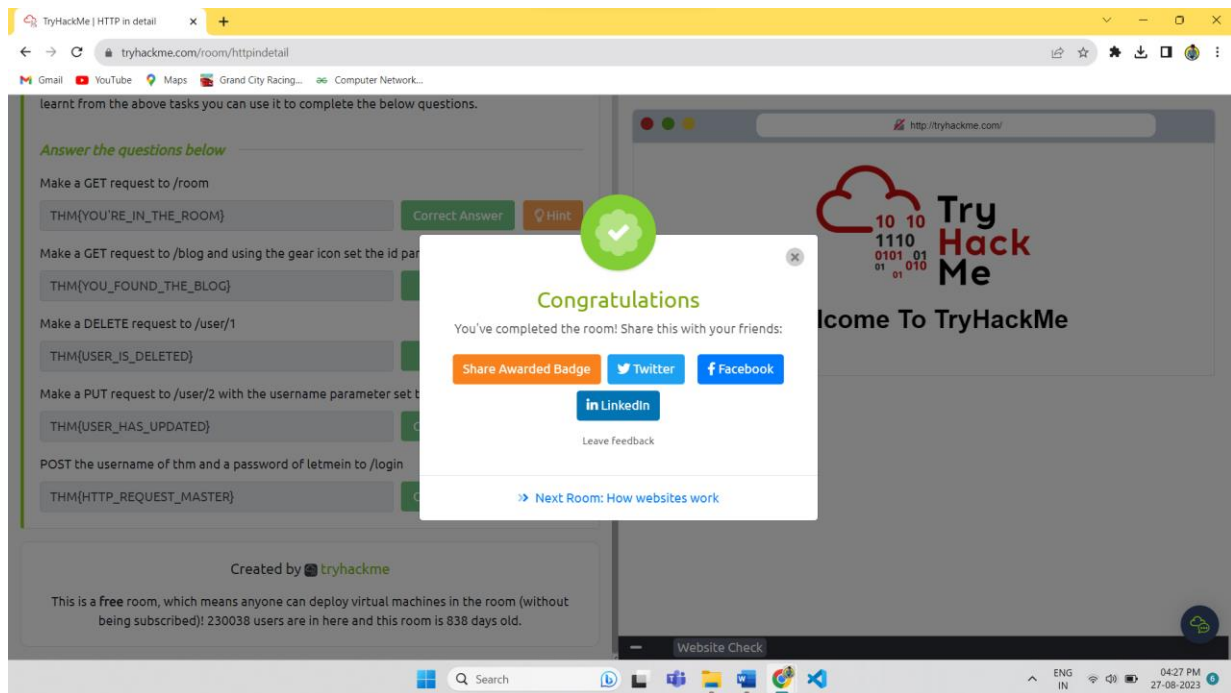 TryHackMe | HTTP in detail
tryhackme.com/room/httpindetail
Gmail YouTube Maps Grand City Racing... Computer Network...
learnt from the above tasks you can use it to complete the below questions.
Answer the questions below
Make a GET request to /room
THM{YOU'RE_IN_THE_ROOM} Correct Answer Hint
Make a GET request to /blog and using the gear icon set the id par
THM{YOU_FOUND_THE_BLOG}
Make a DELETE request to /user/1
THM{USER_IS_DELETED}
Make a PUT request to /user/2 with the username parameter set t
THM{USER_HAS_UPDATED}
POST the username of thm and a password of letmein to /login
THM{HTTP_REQUEST_MASTER}
Created by tryhackme
This is a free room, which means anyone can deploy virtual machines in the room (without
being subscribed)! 230038 users are in here and this room is 838 days old.
Congratulations
You've completed the room! Share this with your friends:
Share Awarded Badge Twitter Facebook
LinkedIn
Leave feedback
Next Room: How websites work
http://tryhackme.com/
10 10
1110
0101 01
01 010
01
Try
Hack
Me
lcome To TryHackMe
Website Check
Search
ENG
IN
04:27 PM
27-08-2023
6